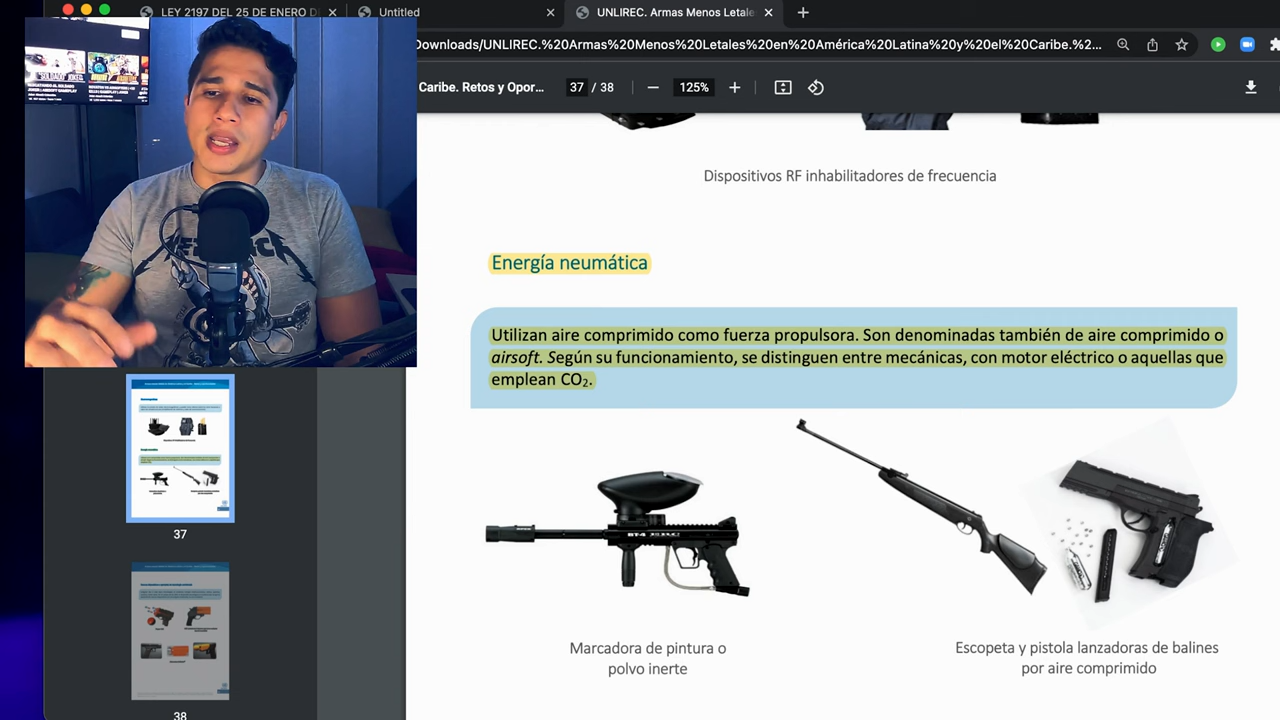 LEY 2197 DEL 25 DE ENERO D
Untitled
UNLIREC. Armas Menos Letale
Downloads/UNLIREC.%20Armas%20Menos%20Letales%20en%20América%20Latina%20y%20el%20Caribe.%...
Caribe. Retos y Opor...
37 / 38
125%
Dispositivos RF inhabilitadores de frecuencia
Energía neumática
Utilizan aire comprimido como fuerza propulsora. Son denominadas también de aire comprimido o
airsoft. Según su funcionamiento, se distinguen entre mecánicas, con motor eléctrico o aquellas que
emplean CO₂.
BT-4
Marcadora de pintura o
polvo inerte
Escopeta y pistola lanzadoras de balines
por aire comprimido
37
38